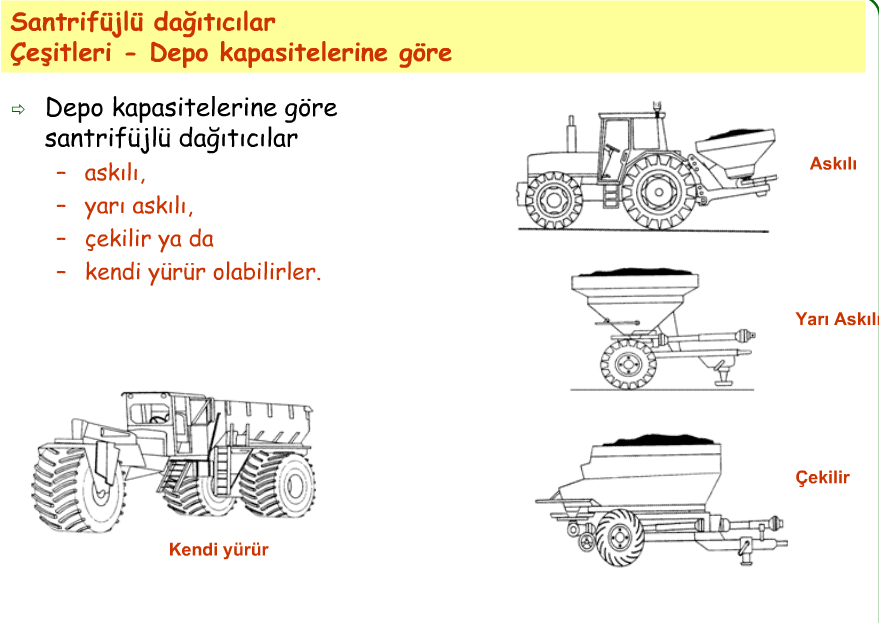 Santrifüjlü dağıtıcılar
Çeşitleri - Depo kapasitelerine göre
⇨ Depo kapasitelerine göre
santrifüjlü dağıtıcılar
– askılı,
– yarı askılı,
– çekilir ya da
– kendi yürür olabilirler.
Askılı
Yarı Askılı
Çekilir
Kendi yürür